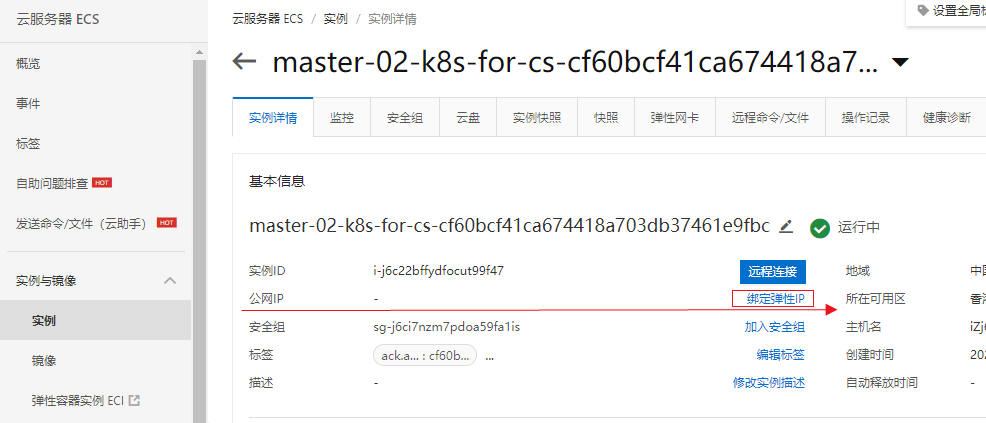 云服务器 ECS
概览
事件
标签
自助问题排查 HOT
发送命令/文件（云助手） HOT
实例与镜像
实例
镜像
弹性容器实例 ECI
云服务器 ECS / 实例 / 实例详情
设置全局标
master-02-k8s-for-cs-cf60bcf41ca674418a7...
实例详情 监控 安全组 云盘 实例快照 快照 弹性网卡 远程命令/文件 操作记录 健康诊断
基本信息
master-02-k8s-for-cs-cf60bcf41ca674418a703db37461e9fbc 运行中
实例ID i-j6c22bffydfocut99f47 远程连接 地域 中国
公网IP - 绑定弹性IP 所在可用区 香港
安全组 sg-j6ci7nzm7pdoa59fa1is 加入安全组 主机名 iZj6
标签 ack.a... : cf60b... ... 编辑标签 创建时间 202
描述 - 修改实例描述 自动释放时间 -